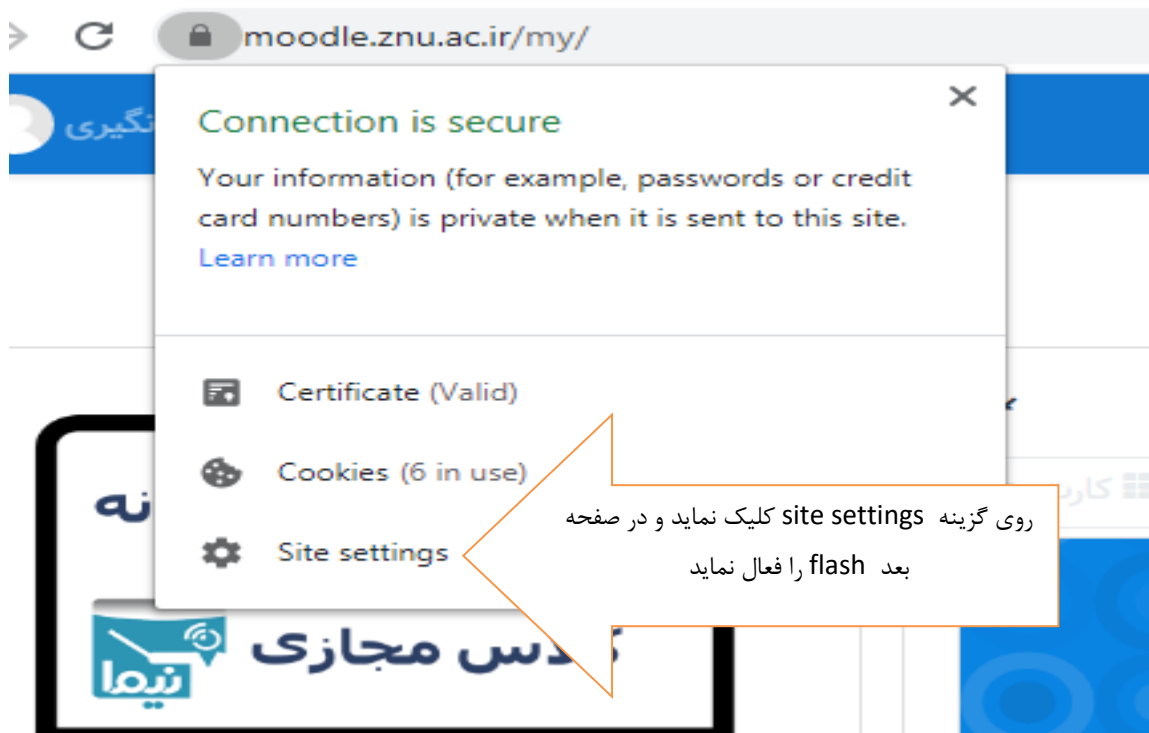 moodle.znu.ac.ir/my/
نگیری
Connection is secure
Your information (for example, passwords or credit
card numbers) is private when it is sent to this site.
Learn more
Certificate (Valid)
Cookies (6 in use)
Site settings
روی گزینه site settings کلیک نماید و در صفحه
بعد flash را فعال نماید
مجازی
نیما